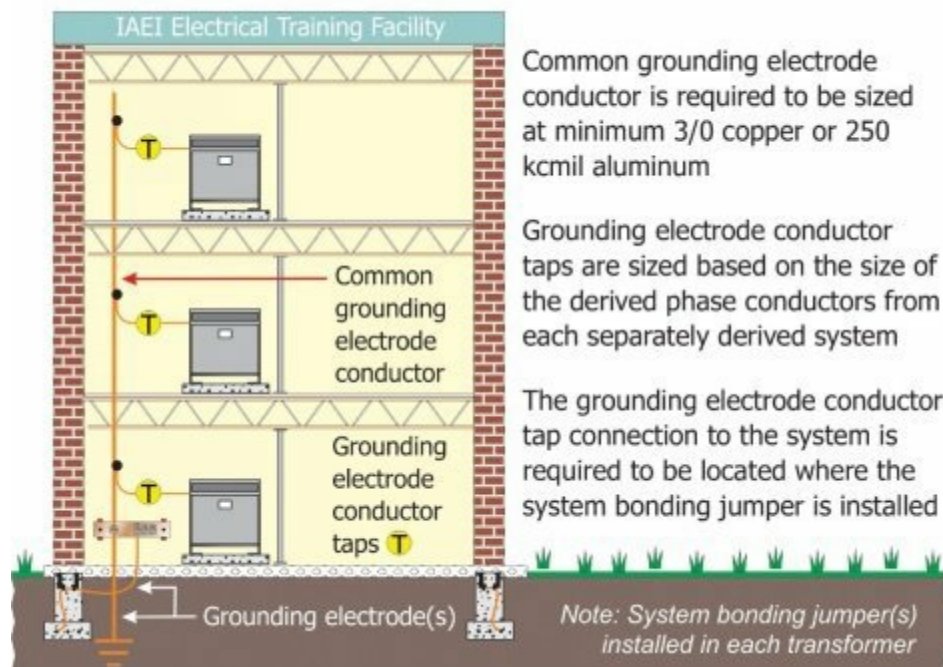 IAEI Electrical Training Facility
Common grounding electrode
conductor is required to be sized
at minimum 3/0 copper or 250
kcmil aluminum
Grounding electrode conductor
taps are sized based on the size of
the derived phase conductors from
each separately derived system
The grounding electrode conductor
tap connection to the system is
required to be located where the
system bonding jumper is installed
T
T
Common
grounding
electrode
conductor
T
Grounding
electrode
conductor
taps T
Grounding electrode(s)
Note: System bonding jumper(s)
installed in each transformer